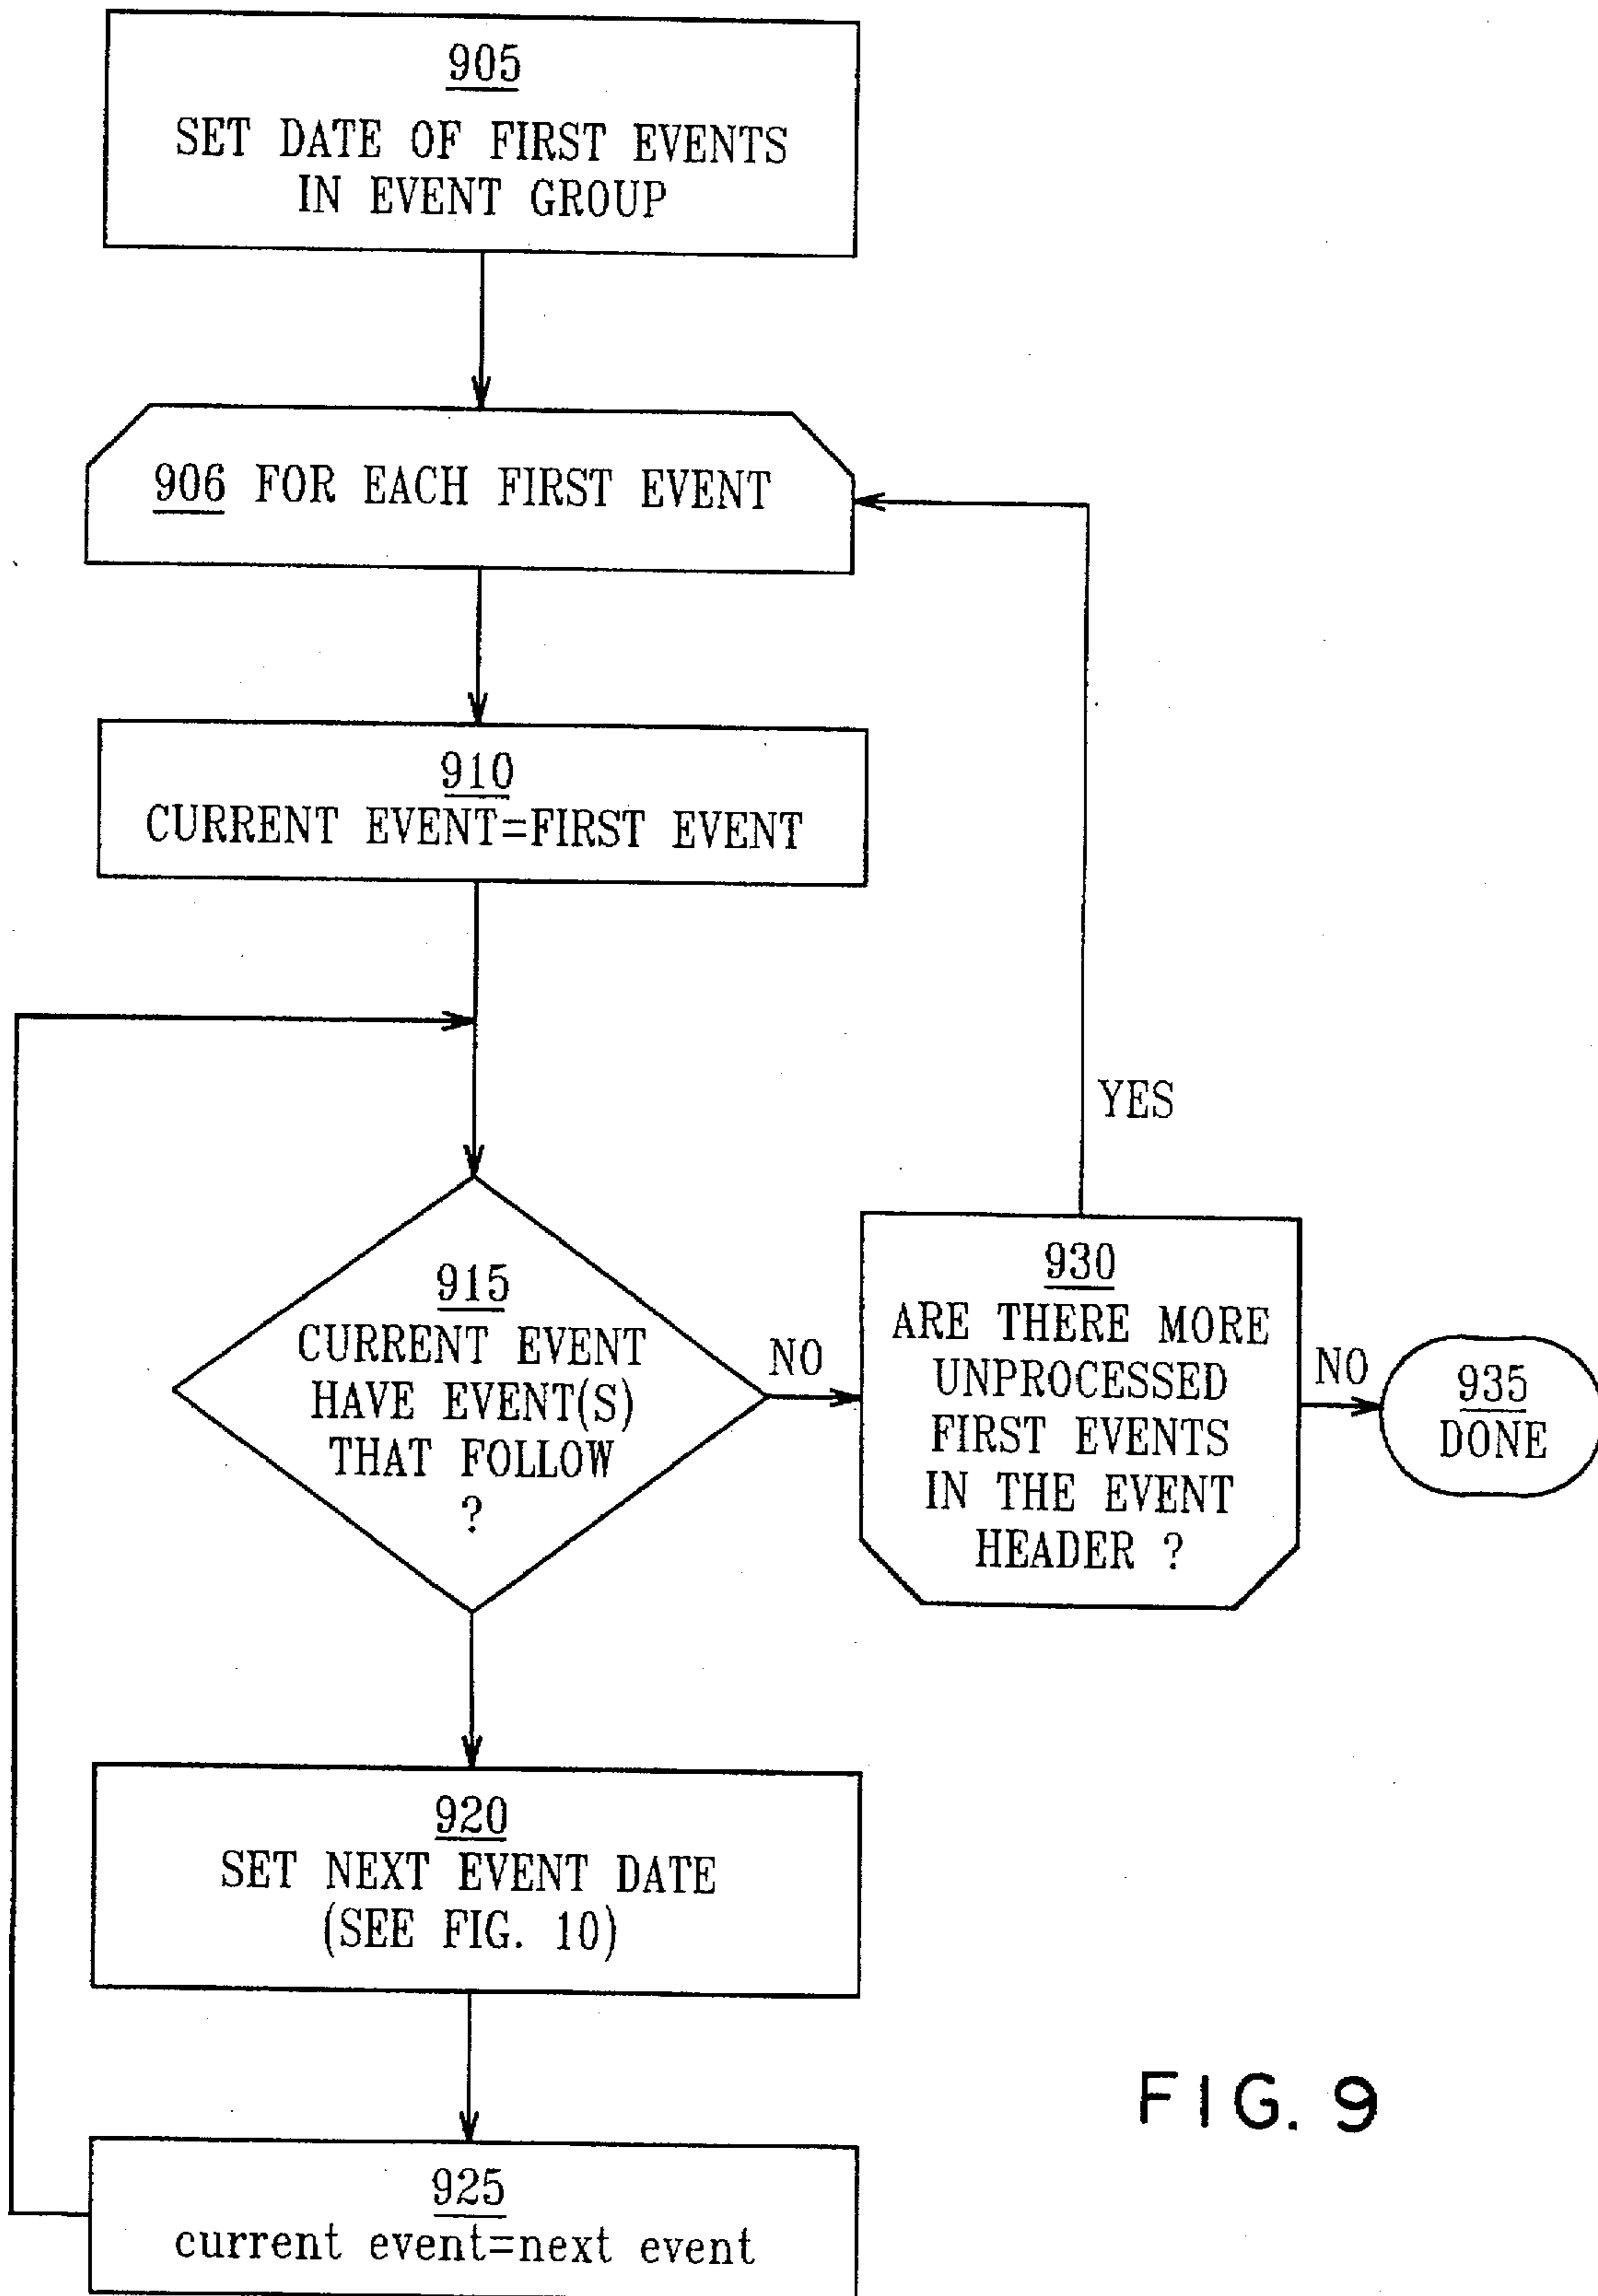 905
SET DATE OF FIRST EVENTS
IN EVENT GROUP
906 FOR EACH FIRST EVENT
910
CURRENT EVENT=FIRST EVENT
YES
915
CURRENT EVENT
HAVE EVENT(S)
THAT FOLLOW
?
NO
930
ARE THERE MORE
UNPROCESSED
FIRST EVENTS
IN THE EVENT
HEADER ?
NO
935
DONE
920
SET NEXT EVENT DATE
(SEE FIG. 10)
925
current event=next event
FIG. 9